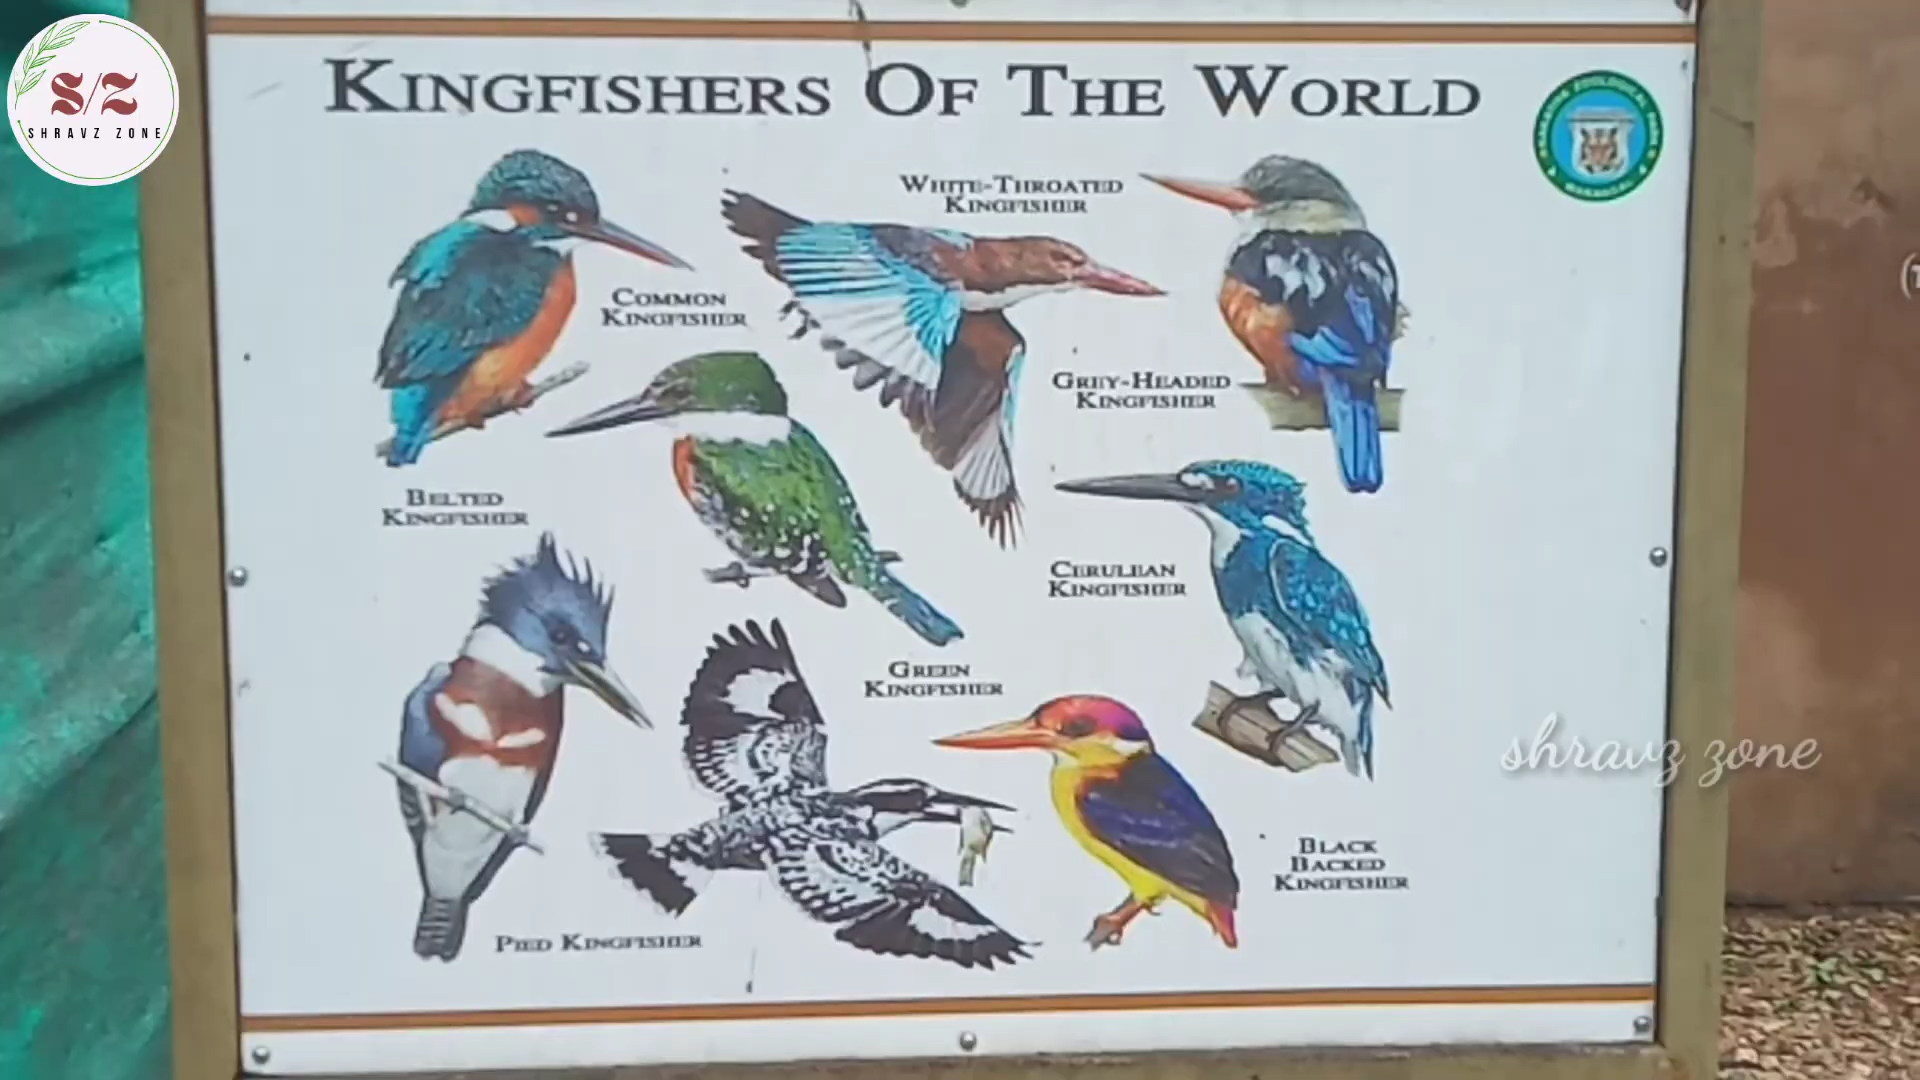 S/Z
SHRAVZ ZONE
KINGFISHERS OF THE WORLD
WHITE-THROATED
KINGFISHER
COMMON
KINGFISHER
GREY-HEADED
KINGFISHER
BELTED
KINGFISHER
CERULEAN
KINGFISHER
GREEN
KINGFISHER
shravz zone
BLACK
BACKED
KINGFISHER
PIED KINGFISHER